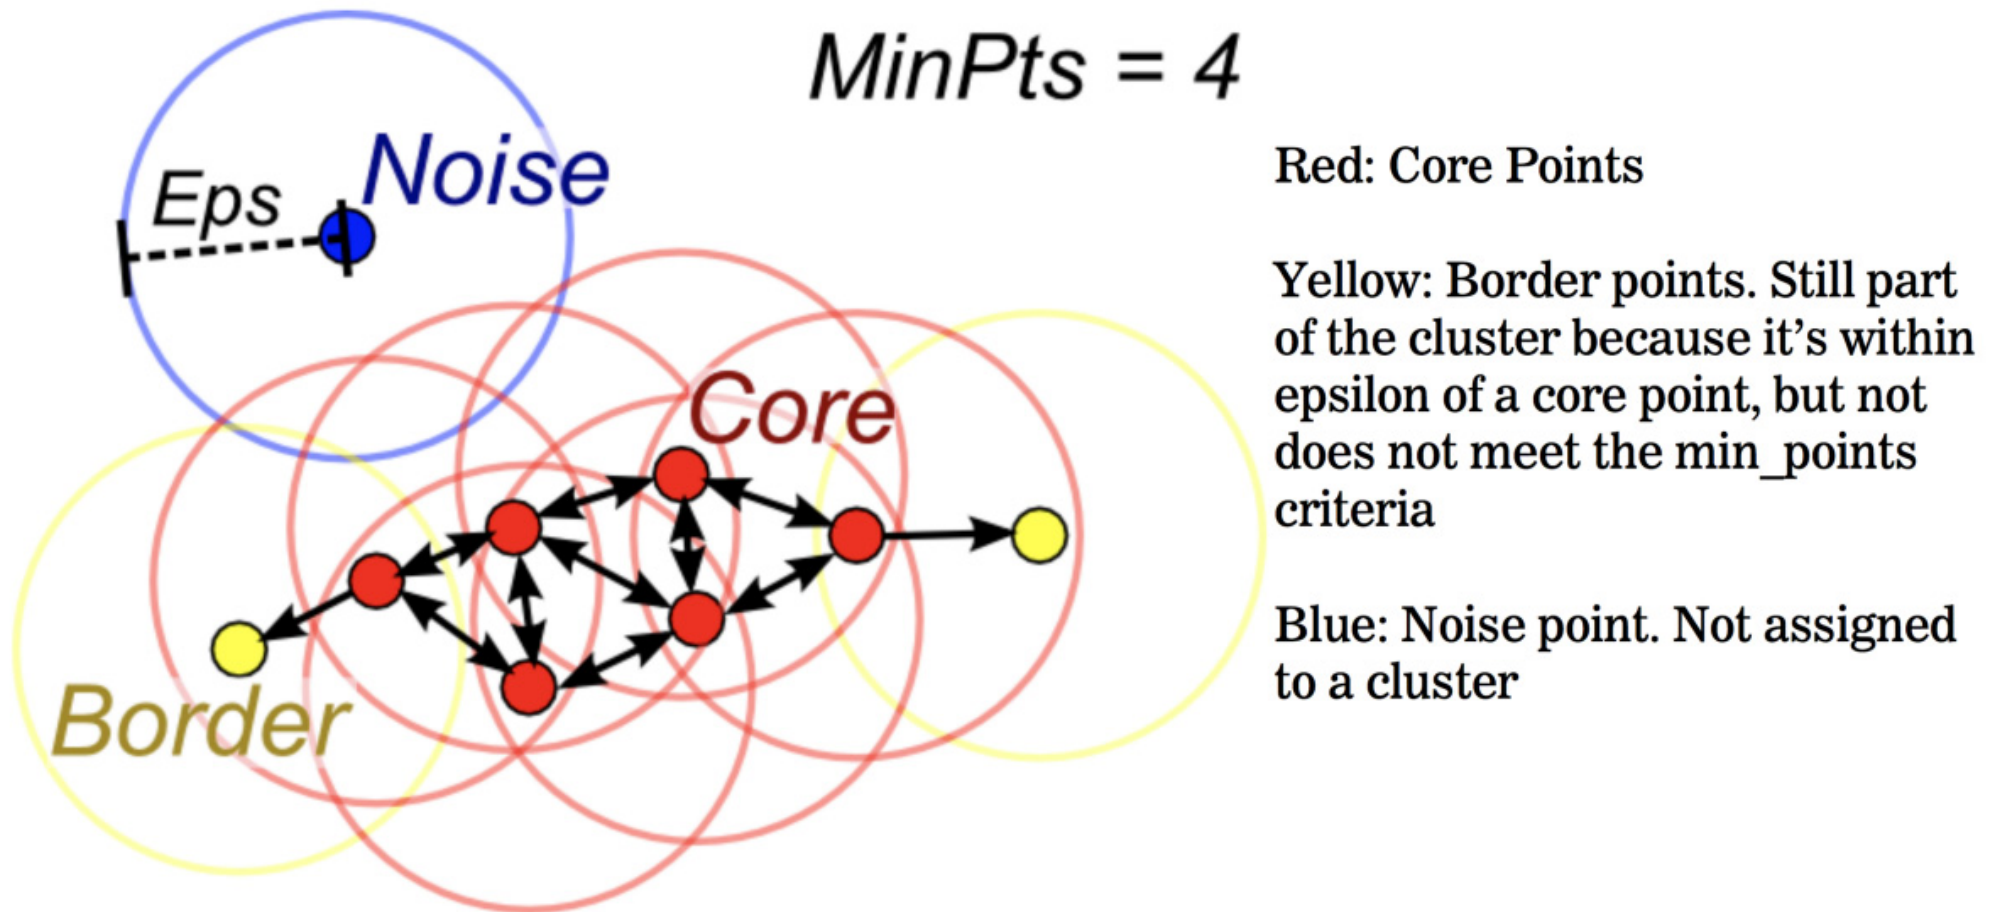 MinPts = 4
Noise
Eps
Core
Border
Red: Core Points
Yellow: Border points. Still part
of the cluster because it’s within
epsilon of a core point, but not
does not meet the min_points
criteria
Blue: Noise point. Not assigned
to a cluster